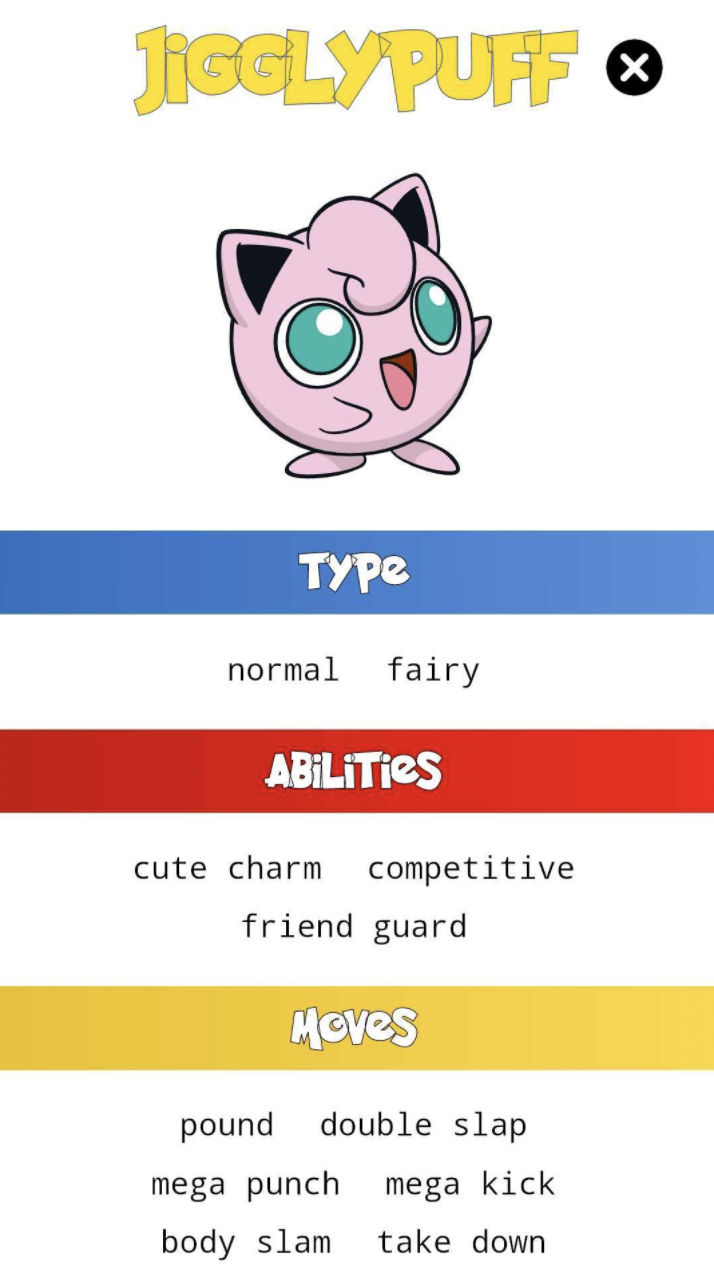 JiGGLYPUFF
TYPe
normal fairy
ABiLiTieS
cute charm competitive
friend guard
MoveS
pound double slap
mega punch mega kick
body slam take down